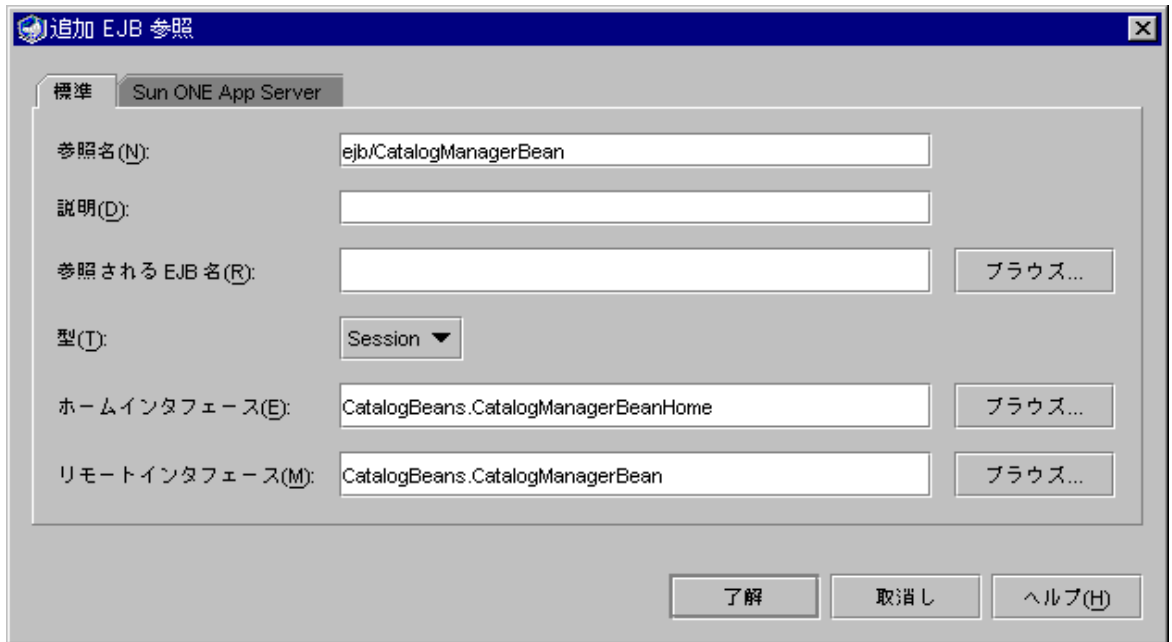 追加 EJB 参照
標準 Sun ONE App Server
参照名(N): ejb/CatalogManagerBean
説明(D):
参照される EJB 名(R): ブラウズ...
型(T): Session
ホームインタフェース(E): CatalogBeans.CatalogManagerBeanHome ブラウズ...
リモートインタフェース(M): CatalogBeans.CatalogManagerBean ブラウズ...
了解 取消し ヘルプ(H)